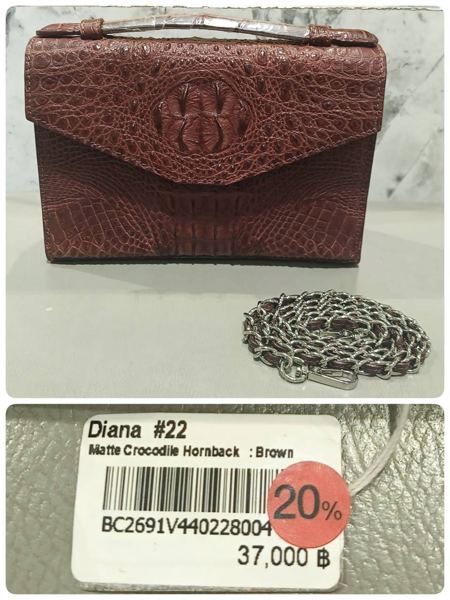 Diana #22
Matte Crocodile Hornback : Brown
20%
BC2691V440228004
37,000 ฿